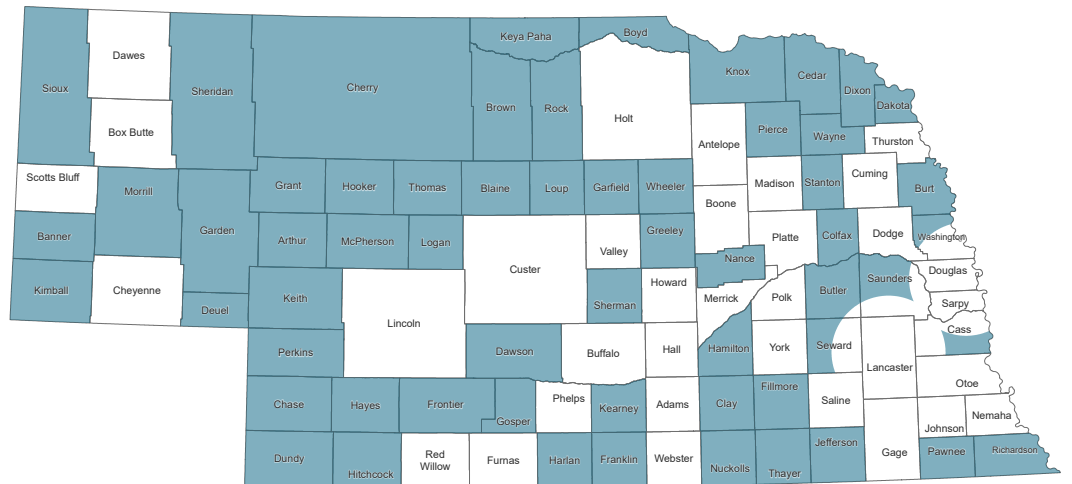 Dawes
Sioux
Sheridan
Box Butte
Cherry
Keya Paha
Boyd
Brown
Rock
Holt
Knox
Cedar
Dixon
Dakota
Pierce
Wayne
Thurston
Antelope
Scotts Bluff
Morrill
Grant
Hooker
Thomas
Blaine
Loup
Garfield
Wheeler
Boone
Madison
Stanton
Cuming
Burt
Banner
Garden
Arthur
McPherson
Logan
Custer
Valley
Greeley
Platte
Colfax
Dodge
Washington
Nance
Kimball
Cheyenne
Deuel
Keith
Lincoln
Sherman
Howard
Merrick
Polk
Butler
Saunders
Douglas
Sarpy
Cass
Perkins
Dawson
Buffalo
Hall
Hamilton
York
Seward
Lancaster
Otoe
Chase
Hayes
Frontier
Gosper
Phelps
Kearney
Adams
Clay
Fillmore
Saline
Johnson
Nemaha
Dundy
Hitchcock
Red
Willow
Furnas
Harlan
Franklin
Webster
Nuckolls
Thayer
Jefferson
Gage
Pawnee
Richardson